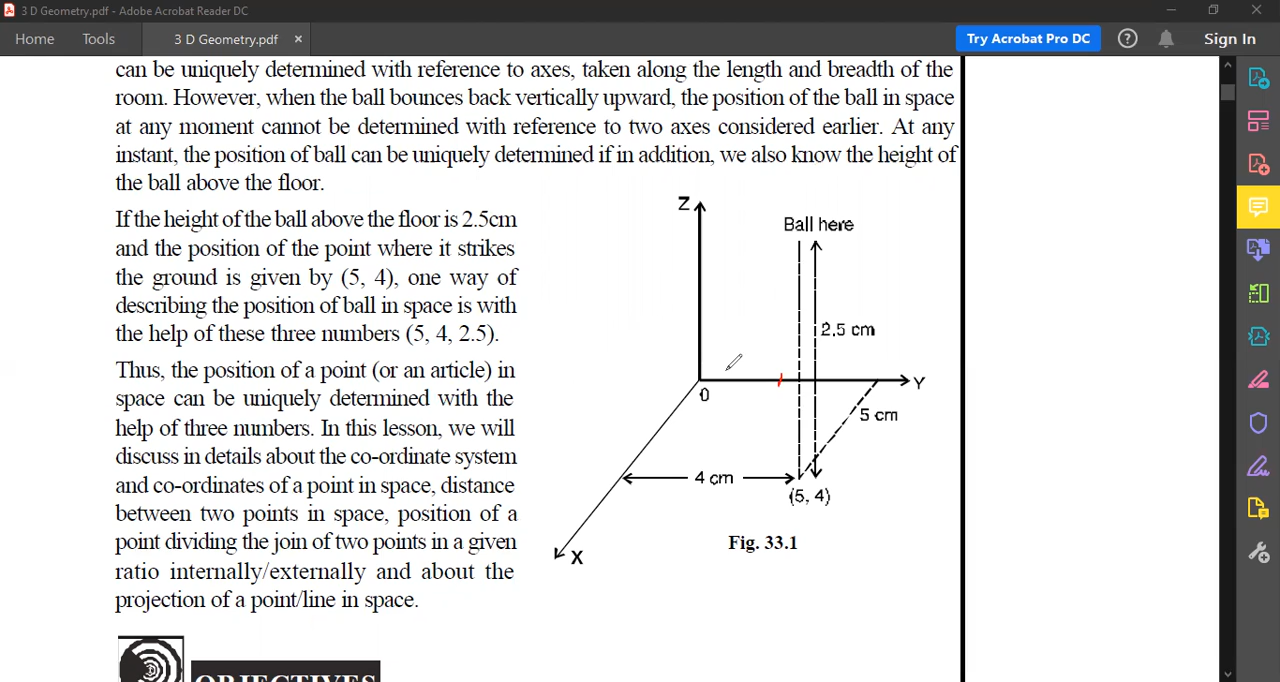 3 D Geometry.pdf - Adobe Acrobat Reader DC
Home Tools 3 D Geometry.pdf × Try Acrobat Pro DC ? Sign In
can be uniquely determined with reference to axes, taken along the length and breadth of the
room. However, when the ball bounces back vertically upward, the position of the ball in space
at any moment cannot be determined with reference to two axes considered earlier. At any
instant, the position of ball can be uniquely determined if in addition, we also know the height of
the ball above the floor.
If the height of the ball above the floor is 2.5cm
and the position of the point where it strikes
the ground is given by (5, 4), one way of
describing the position of ball in space is with
the help of these three numbers (5, 4, 2.5).
Thus, the position of a point (or an article) in
space can be uniquely determined with the
help of three numbers. In this lesson, we will
discuss in details about the co-ordinate system
and co-ordinates of a point in space, distance
between two points in space, position of a
point dividing the join of two points in a given
ratio internally/externally and about the
projection of a point/line in space.
Z
Ball here
2.5 cm
Y
0
5 cm
4 cm
(5, 4)
X
Fig. 33.1
OBJECTIVES